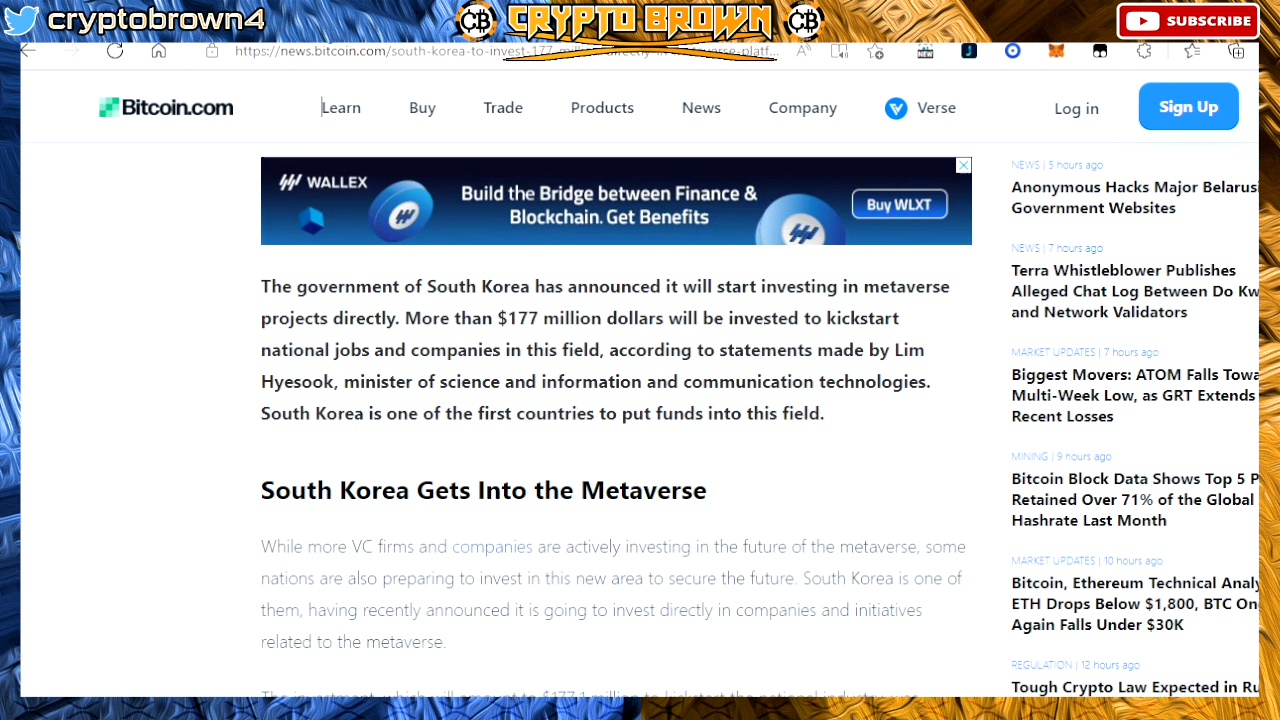 cryptobrown4
CB CRYPTO BROWN CB
SUBSCRIBE
https://news.bitcoin.com/south-korea-to-invest-177-
Bitcoin.com
Learn
Buy
Trade
Products
News
Company
Verse
Log in
Sign Up
WALLEX
Build the Bridge between Finance &
Blockchain. Get Benefits
Buy WLXT
The government of South Korea has announced it will start investing in metaverse
projects directly. More than $177 million dollars will be invested to kickstart
national jobs and companies in this field, according to statements made by Lim
Hyesook, minister of science and information and communication technologies.
South Korea is one of the first countries to put funds into this field.
South Korea Gets Into the Metaverse
While more VC firms and companies are actively investing in the future of the metaverse, some
nations are also preparing to invest in this new area to secure the future. South Korea is one of
them, having recently announced it is going to invest directly in companies and initiatives
related to the metaverse.
NEWS | 5 hours ago
Anonymous Hacks Major Belarusi
Government Websites
NEWS | 7 hours ago
Terra Whistleblower Publishes
Alleged Chat Log Between Do Kw
and Network Validators
MARKET UPDATES | 7 hours ago
Biggest Movers: ATOM Falls Towa
Multi-Week Low, as GRT Extends
Recent Losses
MINING | 9 hours ago
Bitcoin Block Data Shows Top 5 P
Retained Over 71% of the Global
Hashrate Last Month
MARKET UPDATES | 10 hours ago
Bitcoin, Ethereum Technical Analy
ETH Drops Below $1,800, BTC On
Again Falls Under $30K
REGULATION | 12 hours ago
Tough Crypto Law Expected in Ru